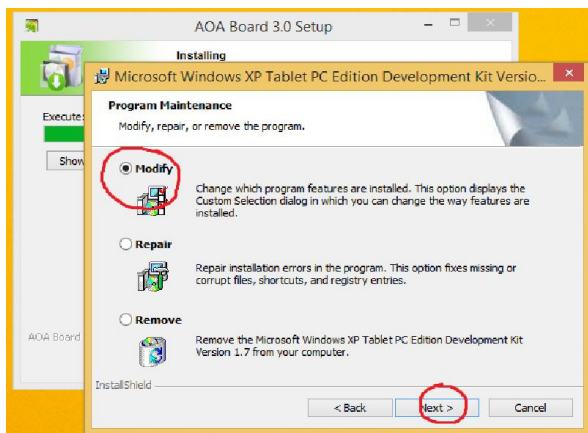 AOA Board 3.0 Setup
Installing
Microsoft Windows XP Tablet PC Edition Development Kit Versio...
Execute:
Show
Program Maintenance
Modify, repair, or remove the program.
Modify
Change which program features are installed. This option displays the
Custom Selection dialog in which you can change the way features are
installed.
Repair
Repair installation errors in the program. This option fixes missing or
corrupt files, shortcuts, and registry entries.
Remove
Remove the Microsoft Windows XP Tablet PC Edition Development Kit
Version 1.7 from your computer.
AOA Board
InstallShield
< Back
Next >
Cancel